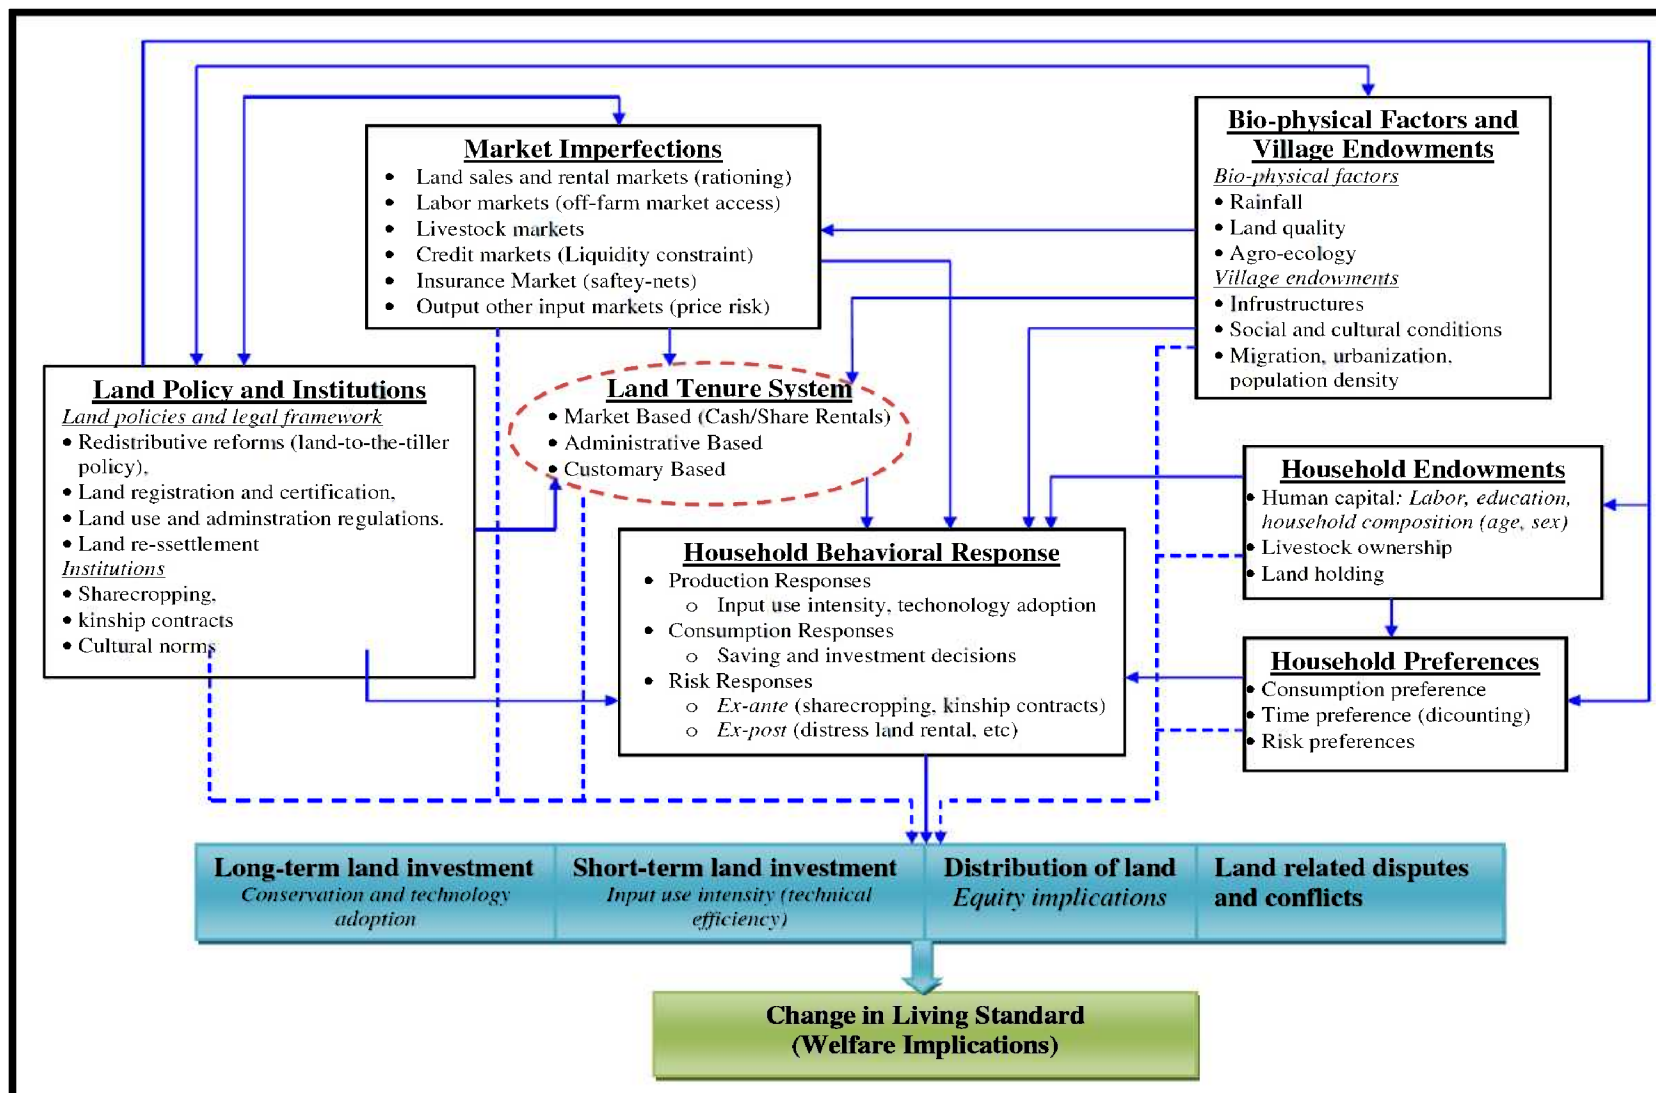 Market Imperfections
• Land sales and rental markets (rationing)
• Labor markets (off-farm market access)
• Livestock markets
• Credit markets (Liquidity constraint)
• Insurance Market (saftey-nets)
• Output other input markets (price risk)
Bio-physical Factors and
Village Endowments
Bio-physical factors
• Rainfall
• Land quality
• Agro-ecology
Village endowments
• Infrustructures
• Social and cultural conditions
• Migration, urbanization,
population density
Land Policy and Institutions
Land policies and legal framework
• Redistributive reforms (land-to-the-tiller
policy),
• Land registration and certification,
• Land use and adminstration regulations.
• Land re-ssettlement
Institutions
• Sharecropping,
• kinship contracts
• Cultural norms
Land Tenure System
• Market Based (Cash/Share Rentals)
• Administrative Based
• Customary Based
Household Endowments
• Human capital: Labor, education,
household composition (age, sex)
• Livestock ownership
• Land holding
Household Behavioral Response
• Production Responses
o Input use intensity, techonology adoption
• Consumption Responses
o Saving and investment decisions
• Risk Responses
o Ex-ante (sharecropping, kinship contracts)
o Ex-post (distress land rental, etc)
Household Preferences
• Consumption preference
• Time preference (dicounting)
• Risk preferences
Long-term land investment
Conservation and technology
adoption
Short-term land investment
Input use intensity (technical
efficiency)
Distribution of land
Equity implications
Land related disputes
and conflicts
Change in Living Standard
(Welfare Implications)